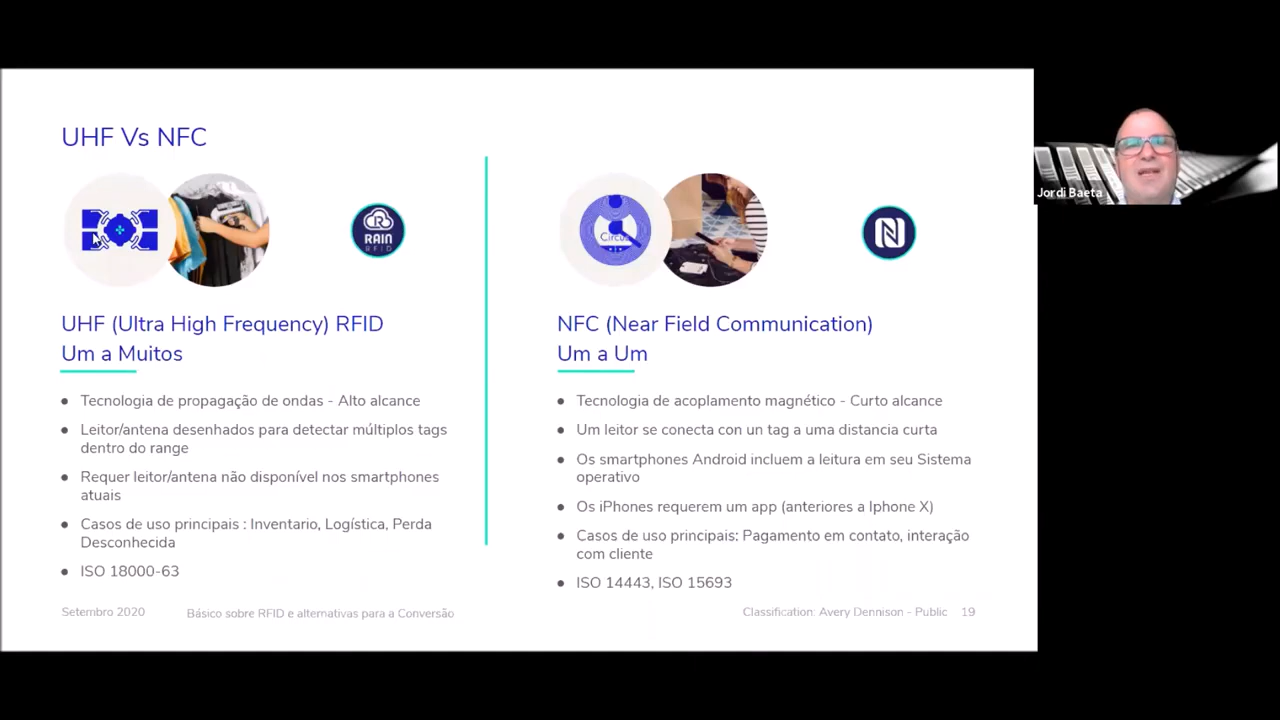 UHF Vs NFC
RAIN
RFID
UHF (Ultra High Frequency) RFID
Um a Muitos
Tecnologia de propagação de ondas - Alto alcance
Leitor/antena desenhados para detectar múltiplos tags
dentro do range
Requer leitor/antena não disponível nos smartphones
atuais
Casos de uso principais : Inventario, Logística, Perda
Desconhecida
ISO 18000-63
NFC (Near Field Communication)
Um a Um
Tecnologia de acoplamento magnético - Curto alcance
Um leitor se conecta con un tag a uma distancia curta
Os smartphones Android incluem a leitura em seu Sistema
operativo
Os iPhones requerem um app (anteriores a Iphone X)
Casos de uso principais: Pagamento em contato, interação
com cliente
ISO 14443, ISO 15693
Setembro 2020
Básico sobre RFID e alternativas para a Conversão
Classification: Avery Dennison - Public
19
Jordi Baeta